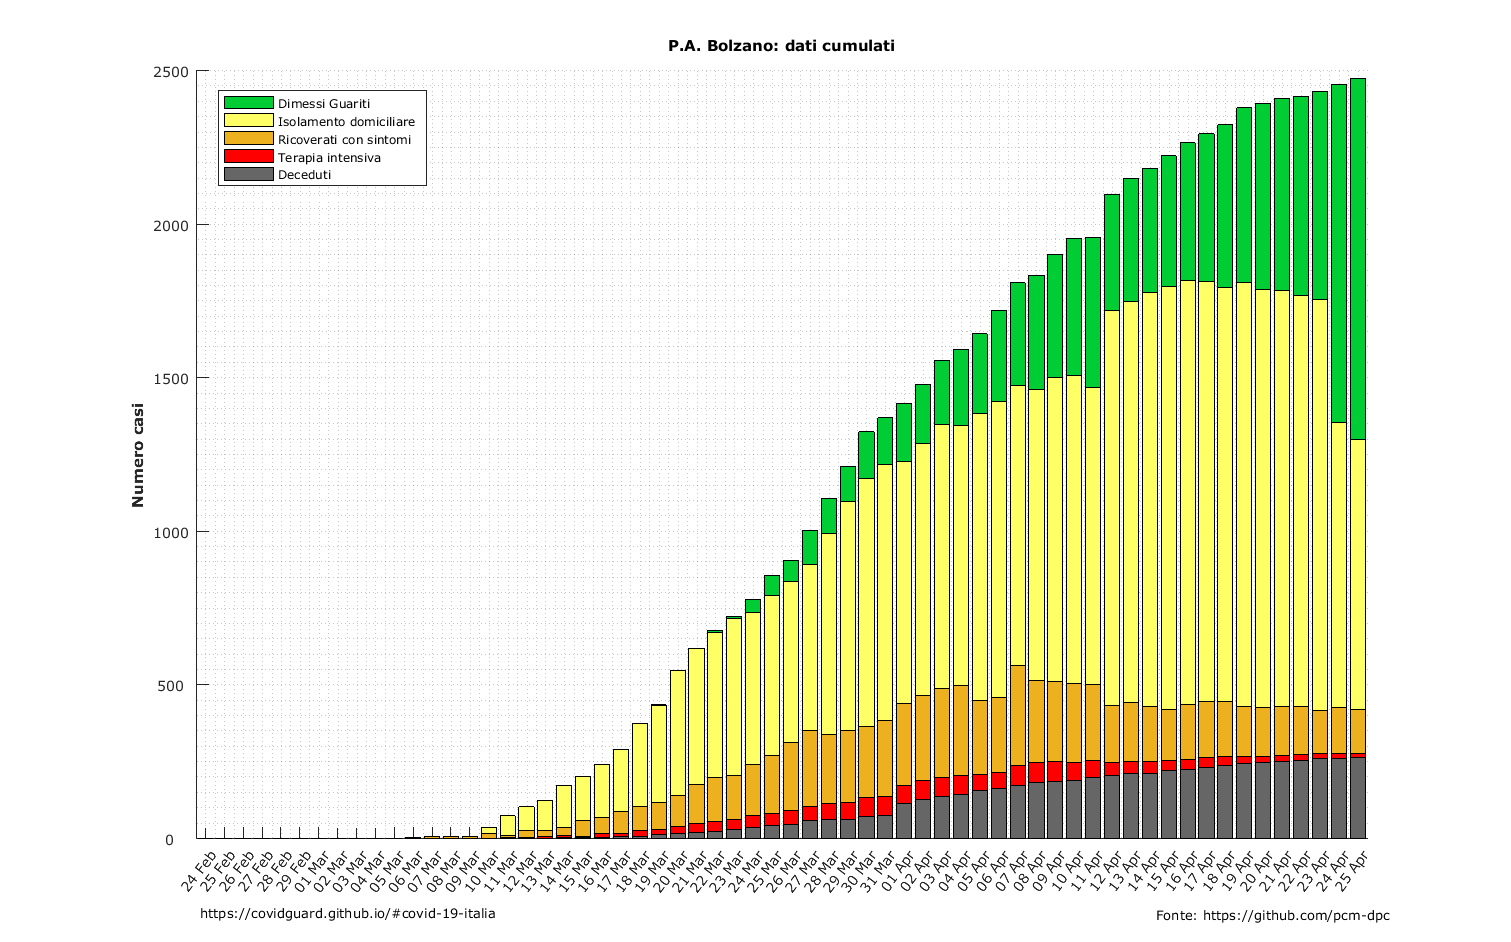 P.A. Bolzano: dati cumulati
2500
2000
1500
1000
500
0
Numero casi
Dimessi Guariti
Isolamento domiciliare
Ricoverati con sintomi
Terapia intensiva
Deceduti
24 Feb
25 Feb
26 Feb
27 Feb
28 Feb
29 Feb
01 Mar
02 Mar
03 Mar
04 Mar
05 Mar
06 Mar
07 Mar
08 Mar
09 Mar
10 Mar
11 Mar
12 Mar
13 Mar
14 Mar
15 Mar
16 Mar
17 Mar
18 Mar
19 Mar
20 Mar
21 Mar
22 Mar
23 Mar
24 Mar
25 Mar
26 Mar
27 Mar
28 Mar
29 Mar
30 Mar
31 Mar
01 Apr
02 Apr
03 Apr
04 Apr
05 Apr
06 Apr
07 Apr
08 Apr
09 Apr
10 Apr
11 Apr
12 Apr
13 Apr
14 Apr
15 Apr
16 Apr
17 Apr
18 Apr
19 Apr
20 Apr
21 Apr
22 Apr
23 Apr
24 Apr
25 Apr
https://covidguard.github.io/#covid-19-italia
Fonte: https://github.com/pcm-dpc